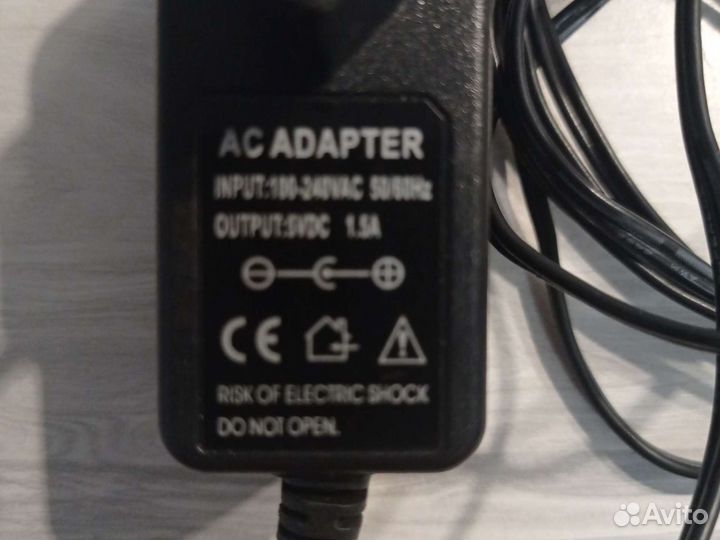 AC ADAPTER
INPUT:100-240VAC 50/60Hz
OUTPUT: VDC 1.5A
CE
RISK OF ELECTRIC SHOCK
DO NOT OPEN.
Avito